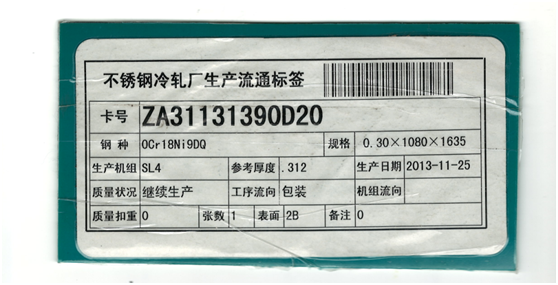 不锈钢冷轧厂生产流通标签
卡号 ZA31131390D20
钢种 0Cr18Ni9DQ 规格 0.30×1080×1635
生产机组 SL4 参考厚度 .312 生产日期 2013-11-25
质量状况 继续生产 工序流向 包装 机组流向
质量扣重 0 张数 1 表面 2B 备注 0